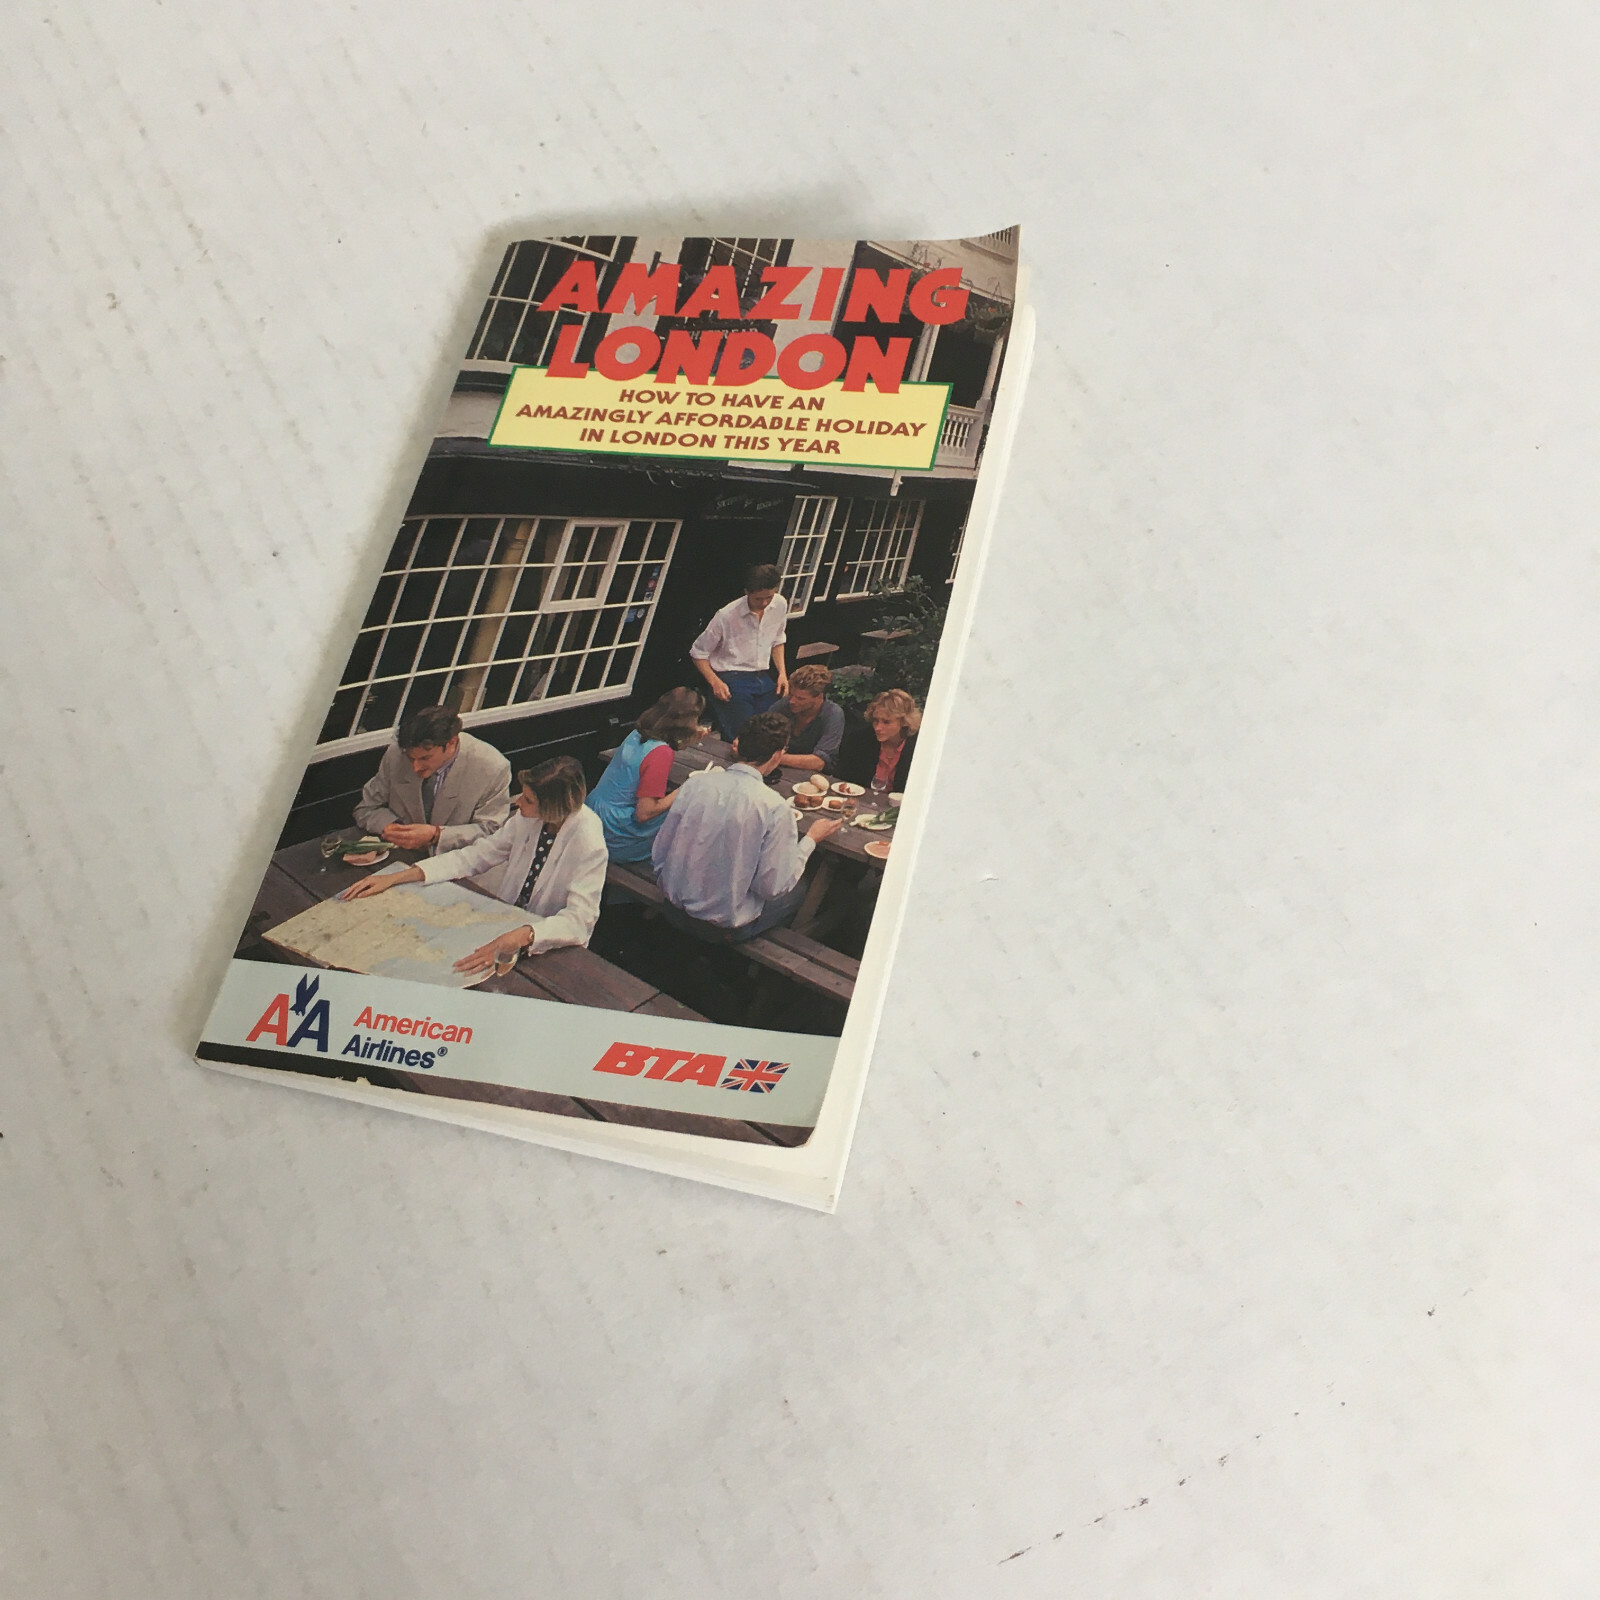 AMAZING
LONDON
HOW TO HAVE AN
AMAZINGLY AFFORDABLE HOLIDAY
IN LONDON THIS YEAR
AA
American
Airlines®
BTA